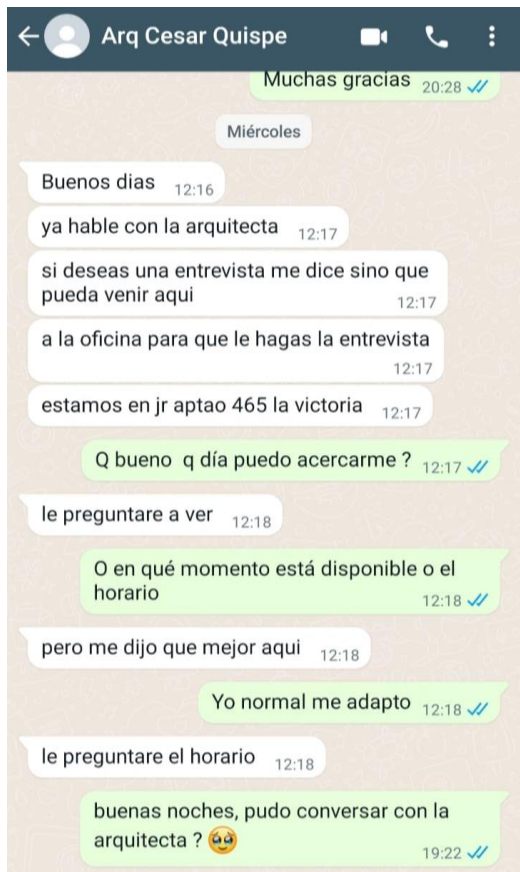 Arq Cesar Quispe
Muchas gracias 20:28
Miércoles
Buenos dias 12:16
ya hable con la arquitecta 12:17
si deseas una entrevista me dice sino que
pueda venir aqui 12:17
a la oficina para que le hagas la entrevista
12:17
estamos en jr aptao 465 la victoria 12:17
Q bueno q día puedo acercarme ? 12:17
le preguntare a ver 12:18
O en qué momento está disponible o el
horario 12:18
pero me dijo que mejor aqui 12:18
Yo normal me adapto 12:18
le preguntare el horario 12:18
buenas noches, pudo conversar con la
arquitecta ? 🥹
19:22